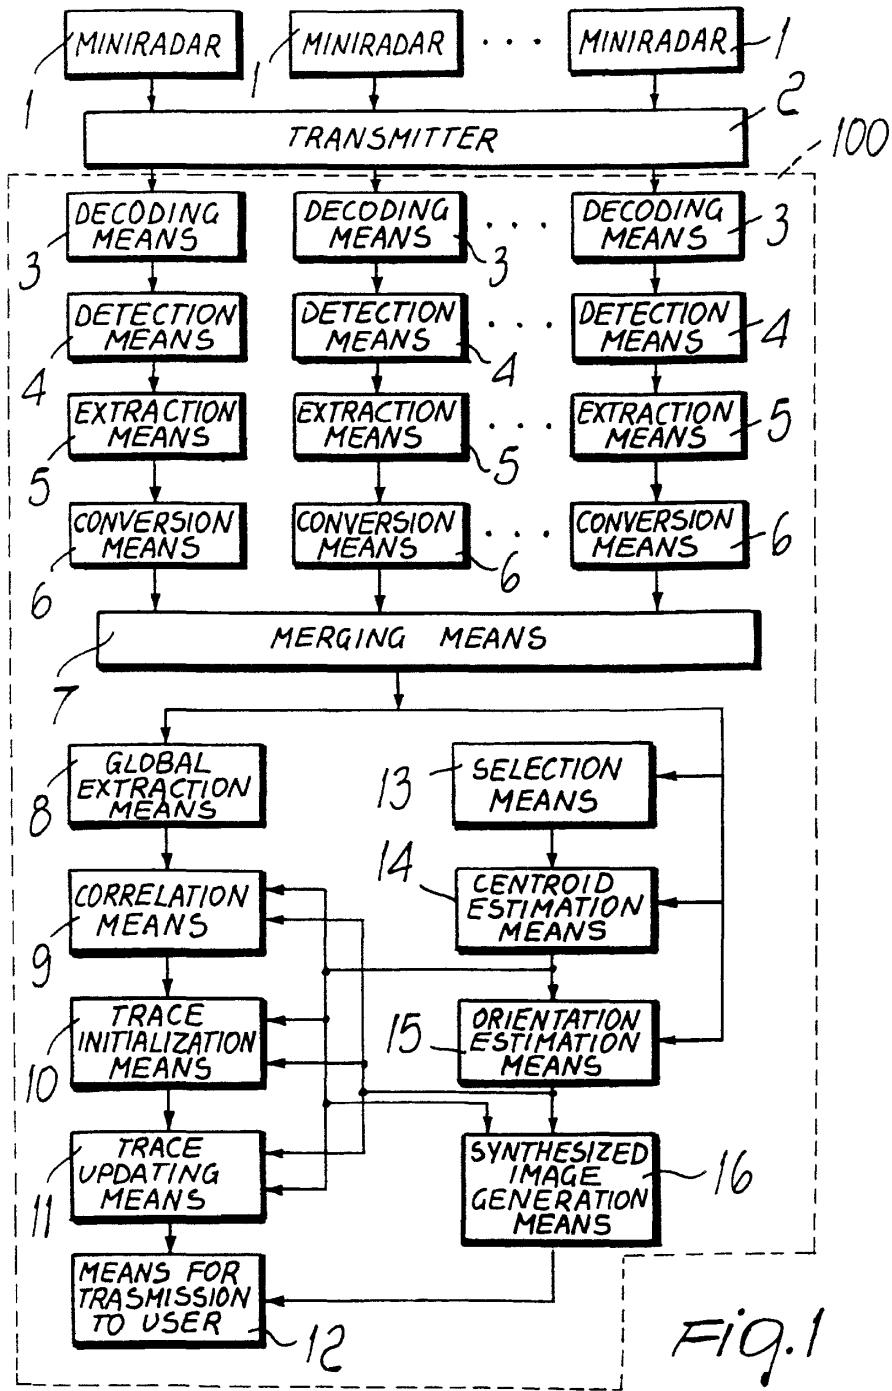 MINIRADAR
MINIRADAR
. . .
MINIRADAR
1
1
1
TRANSMITTER
2
100
DECODING
MEANS
3
DECODING
MEANS
3
. . .
DECODING
MEANS
3
DETECTION
MEANS
4
DETECTION
MEANS
4
. . .
DETECTION
MEANS
4
EXTRACTION
MEANS
5
EXTRACTION
MEANS
5
. . .
EXTRACTION
MEANS
5
CONVERSION
MEANS
6
CONVERSION
MEANS
6
. . .
CONVERSION
MEANS
6
MERGING MEANS
7
GLOBAL
EXTRACTION
MEANS
8
CORRELATION
MEANS
9
TRACE
INITIALIZATION
MEANS
10
TRACE
UPDATING
MEANS
11
MEANS FOR
TRASMISSION
TO USER
12
13
SELECTION
MEANS
14
CENTROID
ESTIMATION
MEANS
15
ORIENTATION
ESTIMATION
MEANS
SYNTHESIZED
IMAGE
GENERATION
MEANS
16
Fig.1